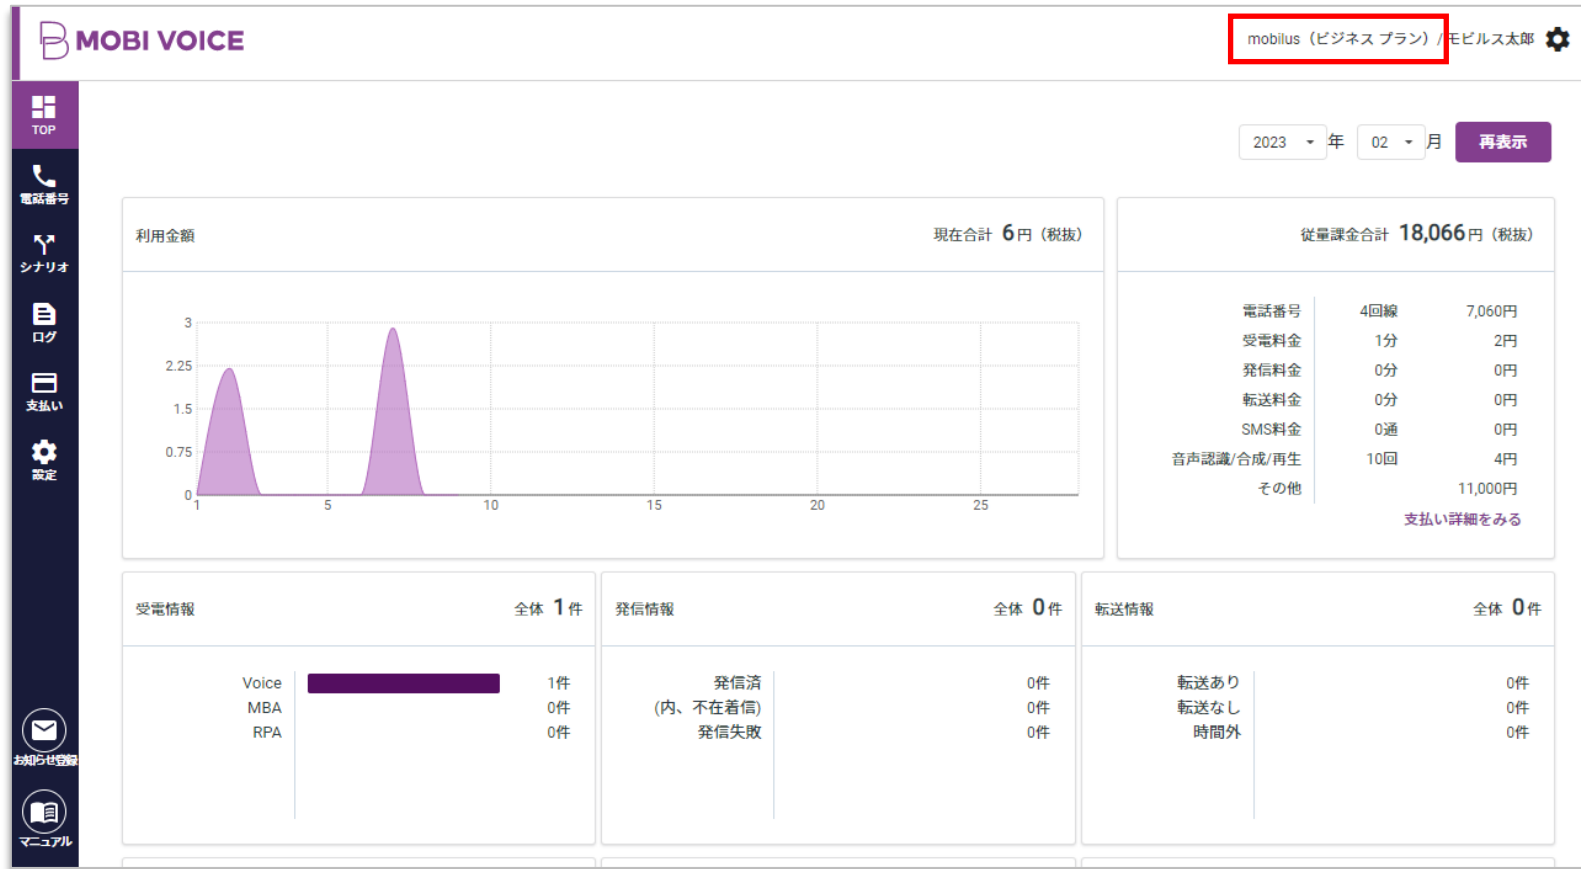 MOBI VOICE
mobilus（ビジネス プラン）/モビルス太郎
TOP
電話番号
シナリオ
ログ
支払い
設定
お知らせ登録
マニュアル
2023 年 02 月 再表示
利用金額 現在合計 6円（税抜）
3
2.25
1.5
0.75
0
1 5 10 15 20 25
従量課金合計 18,066円（税抜）
電話番号 4回線 7,060円
受電料金 1分 2円
発信料金 0分 0円
転送料金 0分 0円
SMS料金 0通 0円
音声認識/合成/再生 10回 4円
その他 11,000円
支払い詳細をみる
受電情報 全体 1件
Voice 1件
MBA 0件
RPA 0件
発信情報 全体 0件
発信済 0件
(内、不在着信) 0件
発信失敗 0件
転送情報 全体 0件
転送あり 0件
転送なし 0件
時間外 0件